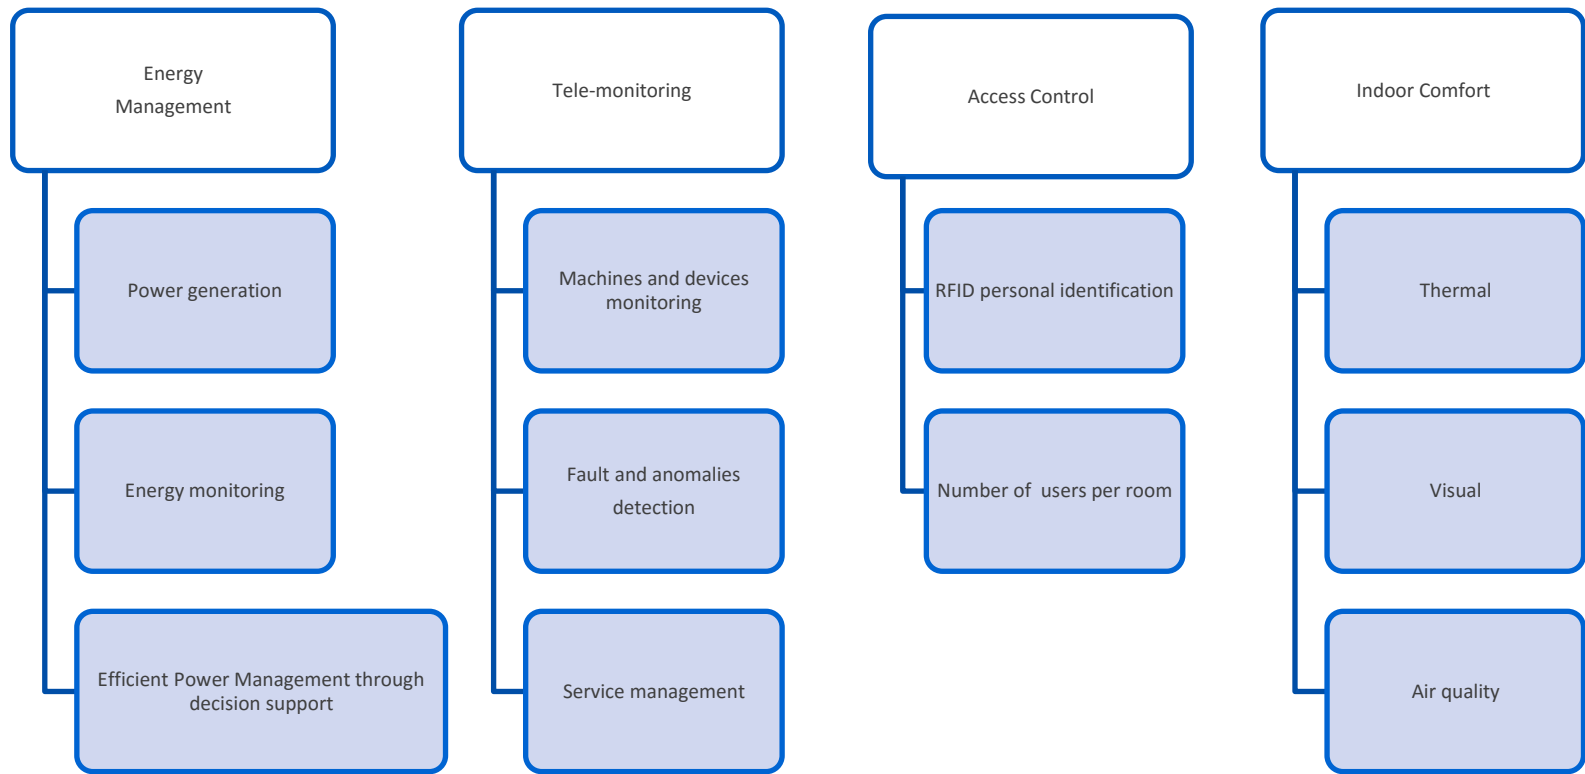 Energy
Management
Power generation
Energy monitoring
Efficient Power Management through
decision support
Tele-monitoring
Machines and devices
monitoring
Fault and anomalies
detection
Service management
Access Control
RFID personal identification
Number of  users per room
Indoor Comfort
Thermal
Visual
Air quality